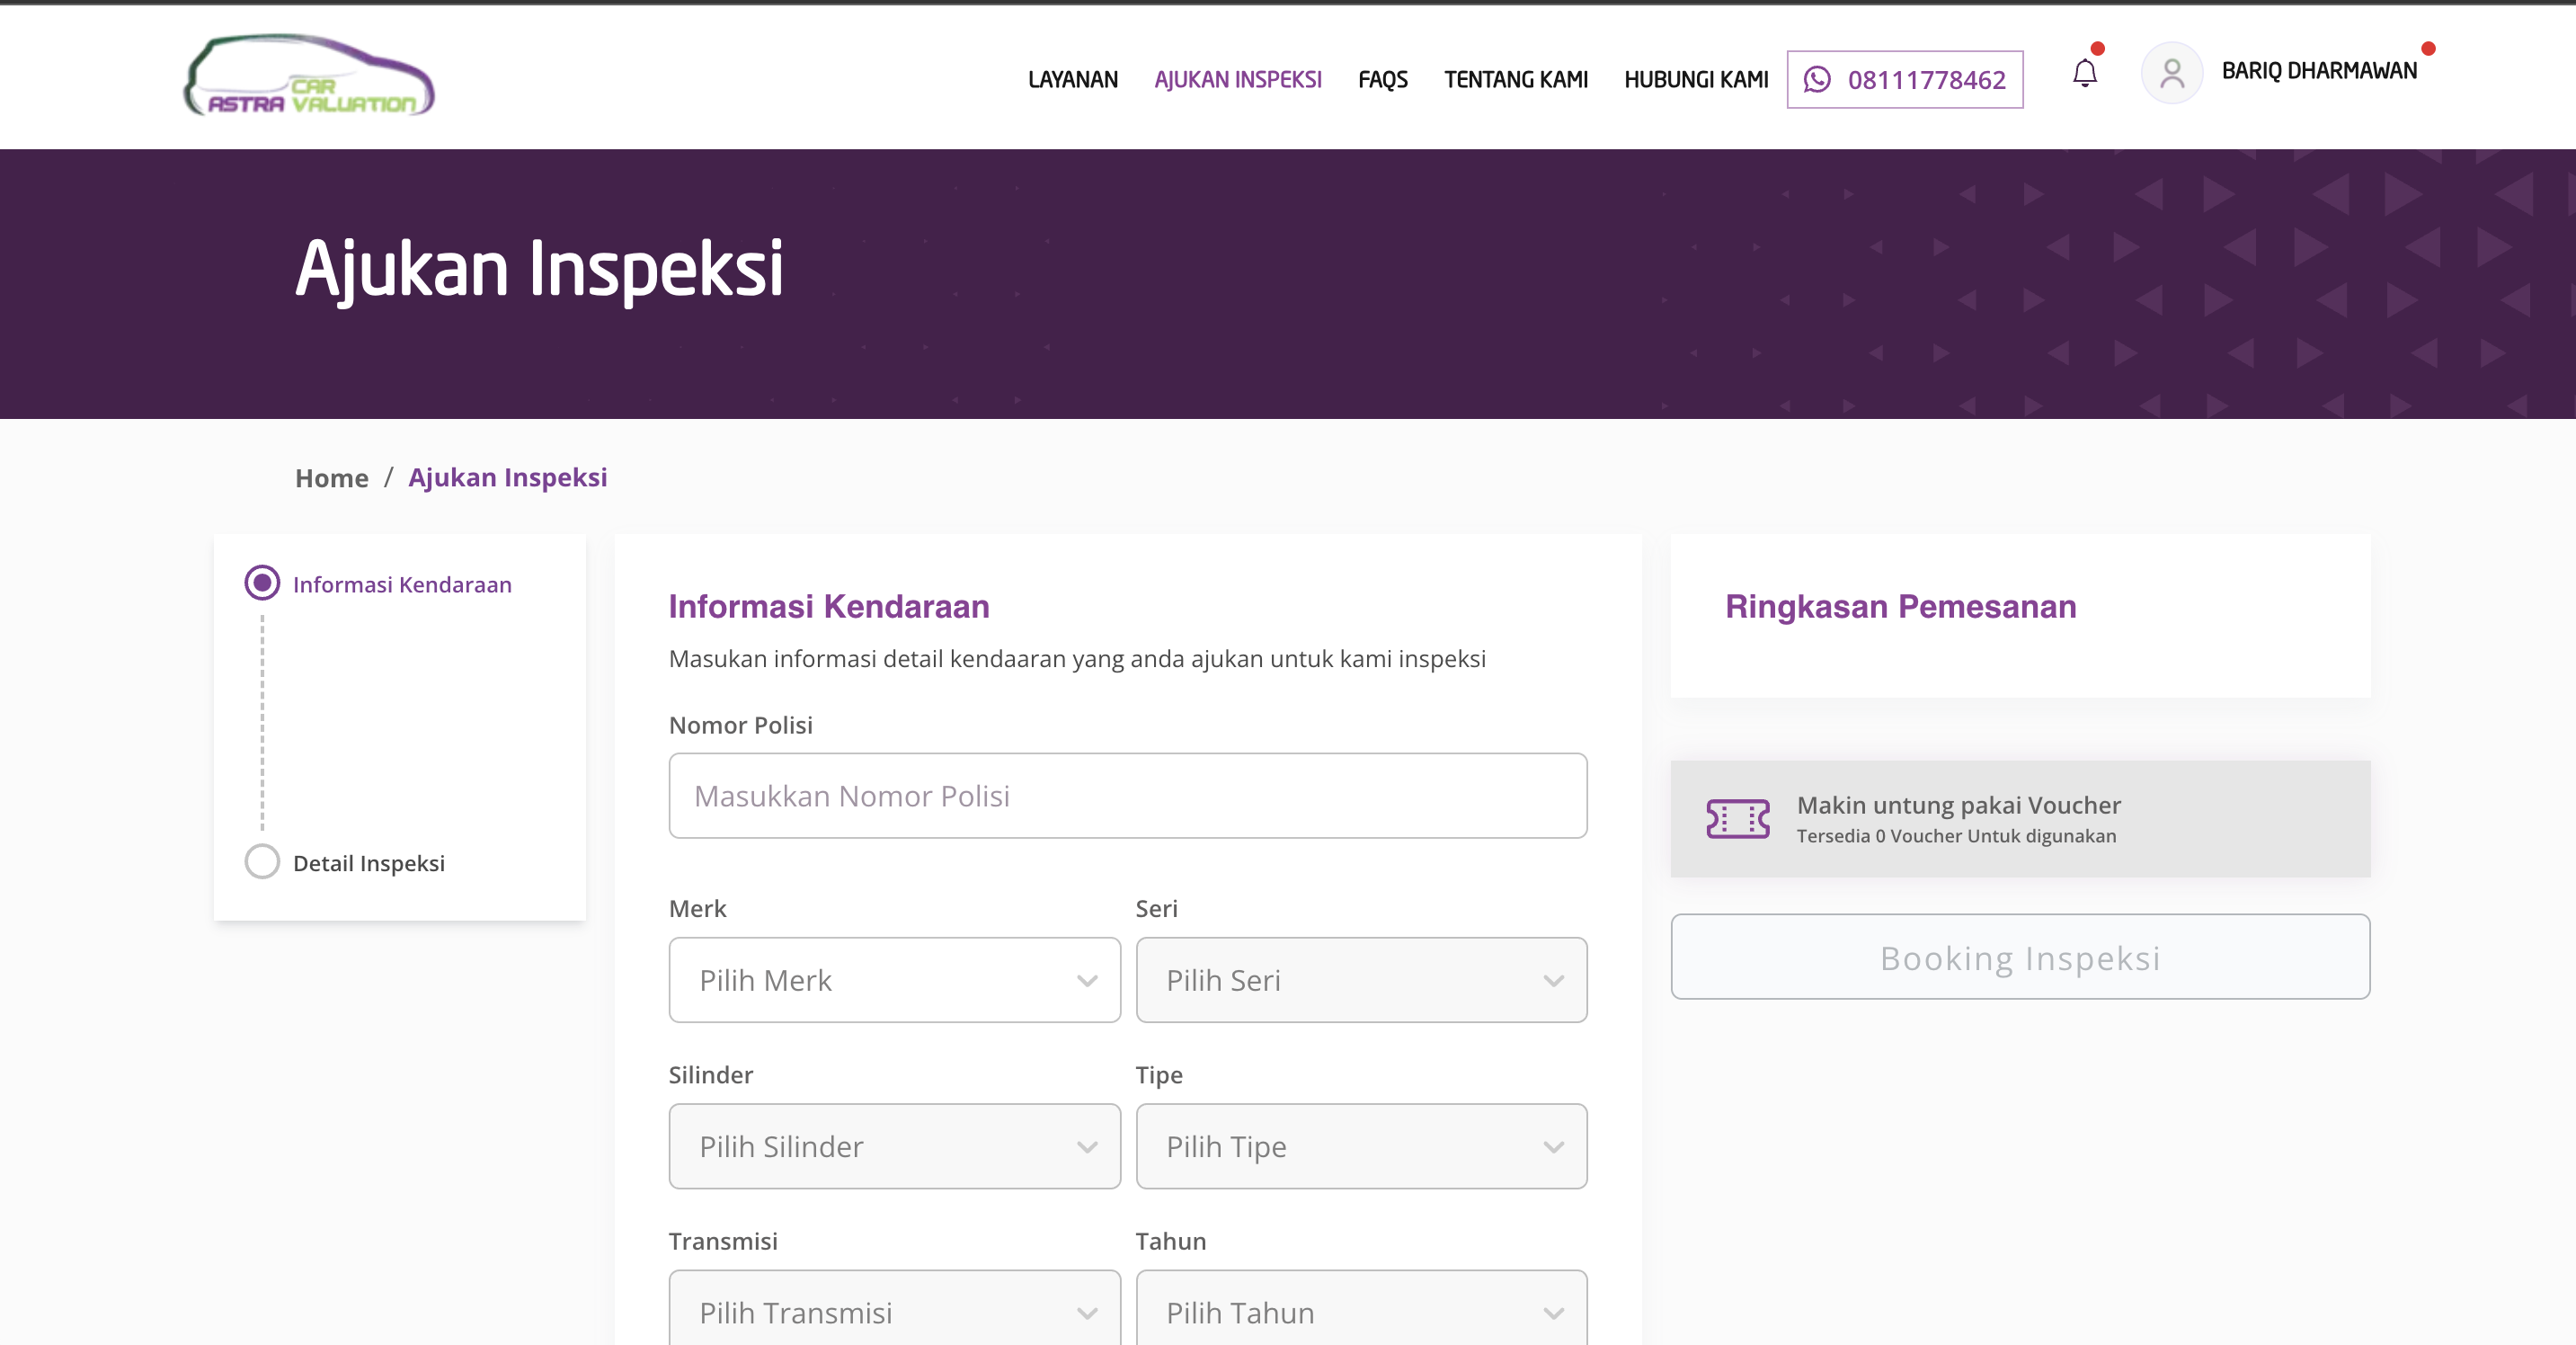 CAR
ASTRA VALUATION
LAYANAN
AJUKAN INSPEKSI
FAQS
TENTANG KAMI
HUBUNGI KAMI
08111778462
BARIQ DHARMAWAN
Ajukan Inspeksi
Home / Ajukan Inspeksi
Informasi Kendaraan
Detail Inspeksi
Informasi Kendaraan
Masukan informasi detail kendaaran yang anda ajukan untuk kami inspeksi
Nomor Polisi
Masukkan Nomor Polisi
Merk
Pilih Merk
Seri
Pilih Seri
Silinder
Pilih Silinder
Tipe
Pilih Tipe
Transmisi
Pilih Transmisi
Tahun
Pilih Tahun
Ringkasan Pemesanan
Makin untung pakai Voucher
Tersedia 0 Voucher Untuk digunakan
Booking Inspeksi